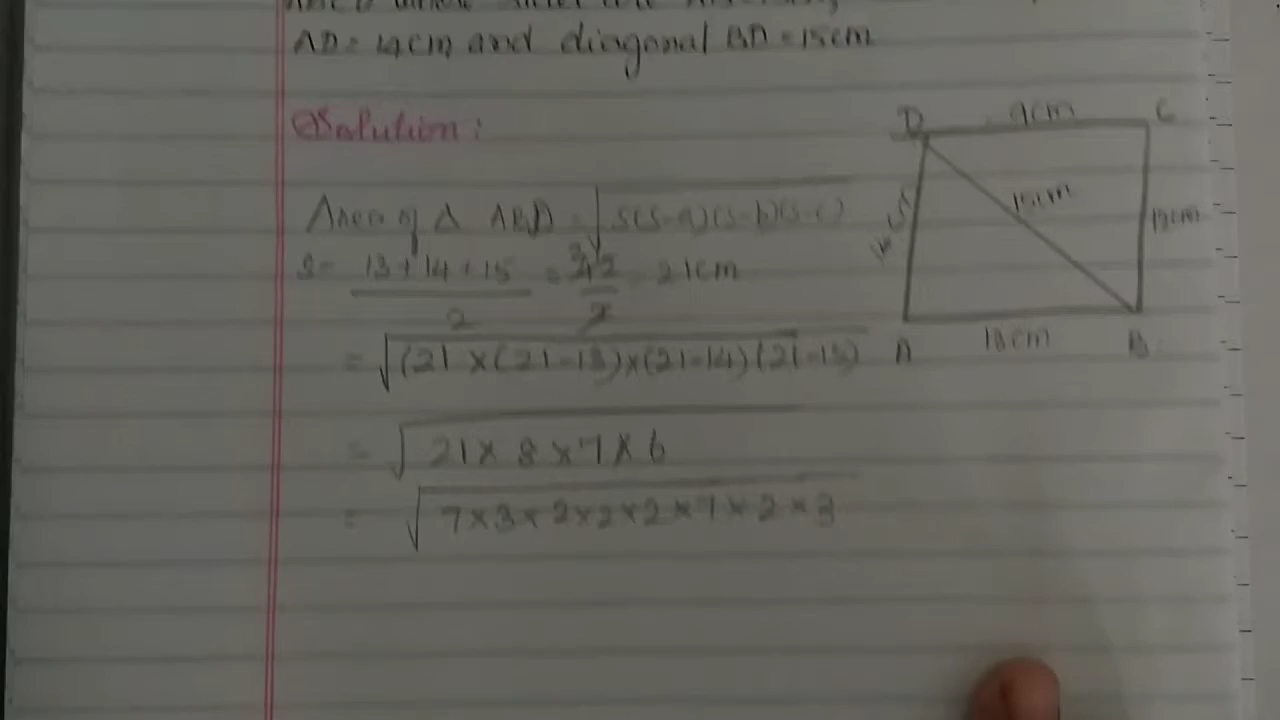 AD = 14cm and diagonal BD = 15cm
Solution:
Area of Δ ABD = √s(s-a)(s-b)(s-c)
S = 13+14+15 / 2 = 42 / 2 = 21cm
= √(21×(21-13)×(21-14)(21-15)
= √21×8×7×6
= √7×3×2×2×2×7×2×3
D 9cm C
15cm
12cm
A 13cm B